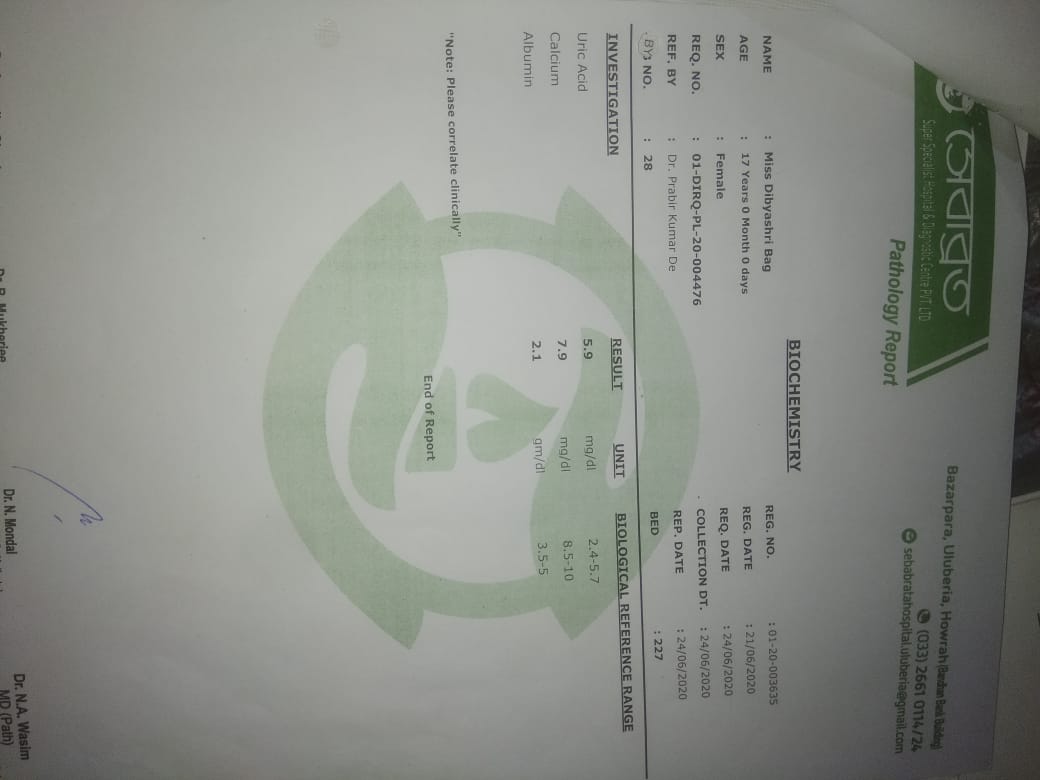 সেবাব্রত
Super Specialist Hospital & Diagnostic Centre PVT. LTD
Pathology Report
Bazarpara, Uluberia, Howrah (Bandhan Bank Building)
(033) 2661 0114/24
sebabratahospital.uluberia@gmail.com
BIOCHEMISTRY
NAME : Miss Dibyashri Bag REG. NO. : 01-20-003635
AGE : 17 Years 0 Month 0 days REG. DATE : 21/06/2020
SEX : Female REQ. DATE : 24/06/2020
REQ. NO. : 01-DIRQ-PL-20-004476 COLLECTION DT. : 24/06/2020
REF. BY : Dr. Prabir Kumar De REP. DATE : 24/06/2020
NO. : 28 BED : 227
INVESTIGATION RESULT UNIT BIOLOGICAL REFERENCE RANGE
Uric Acid 5.9 mg/dl 2.4-5.7
Calcium 7.9 mg/dl 8.5-10
Albumin 2.1 gm/dl 3.5-5
"Note: Please correlate clinically"
End of Report
Dr. N. Mondal
Dr. N.A. Wasim
MD (Path)